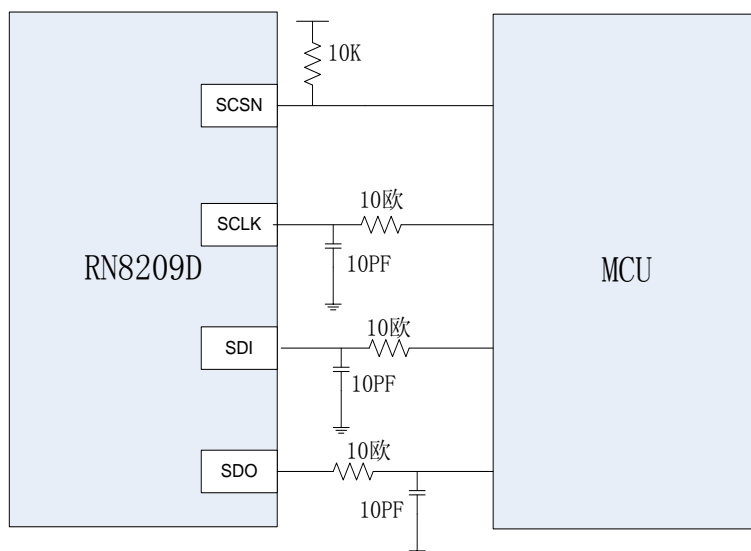 10K
SCSN
10欧
SCLK
10PF
RN8209D
MCU
10欧
SDI
10PF
10欧
SDO
10PF